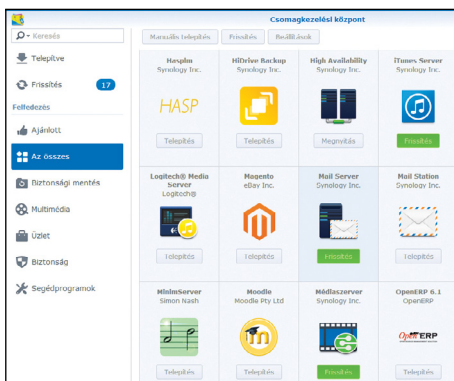 Csomagkezelési központ
Keresés
Manuális telepítés Frissítés Beállítások
Telepítve
Frissítés 17
Felfedezés
Ajánlott
Az összes
Biztonsági mentés
Multimédia
Üzlet
Biztonság
Segédprogramok
Hasplm HiDrive Backup High Availability iTunes Server
Synology Inc. Synology Inc. Synology Inc. Synology Inc.
HASP
Telepítés Telepítés Megnyitás Frissítés
Logitech® Media Server Magento Mail Server Mail Station
Logitech® eBay Inc. Synology Inc. Synology Inc.
Telepítés Telepítés Frissítés Telepítés
MinimServer Moodle Médiaszerver OpenERP 6.1
Simon Nash Moodle Pty Ltd Synology Inc. OpenERP
OpenERP
Telepítés Telepítés Frissítés Telepítés